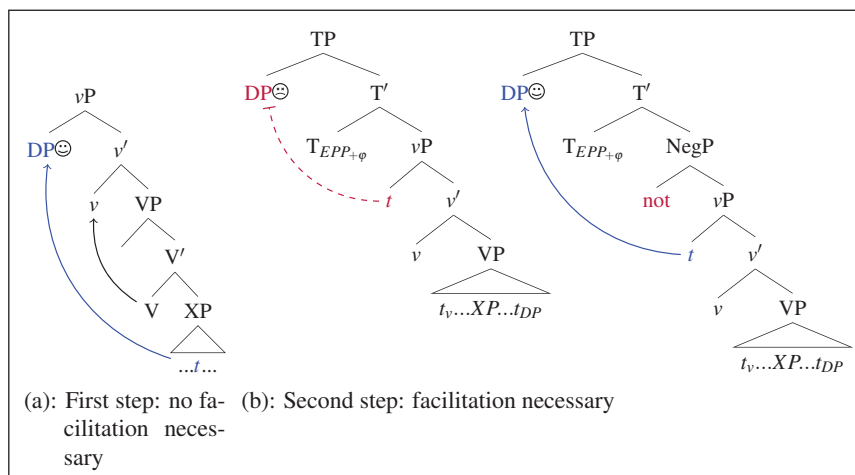 TP TP
vP DP☹ T′ DP☺ T′
DP☺ v′ T_EPP+φ vP T_EPP+φ NegP
v VP t v′ not vP
V′ v VP t v′
V XP t_v...XP...t_DP v VP
...t... t_v...XP...t_DP
(a): First step: no fa- (b): Second step: facilitation necessary
cilitation neces-
sary